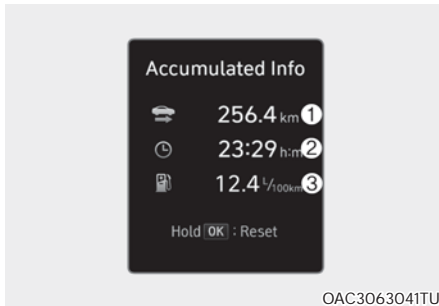 Accumulated Info
256.4 km 1
23:29 h:m 2
12.4 L/100km 3
Hold OK : Reset
OAC3063041TU